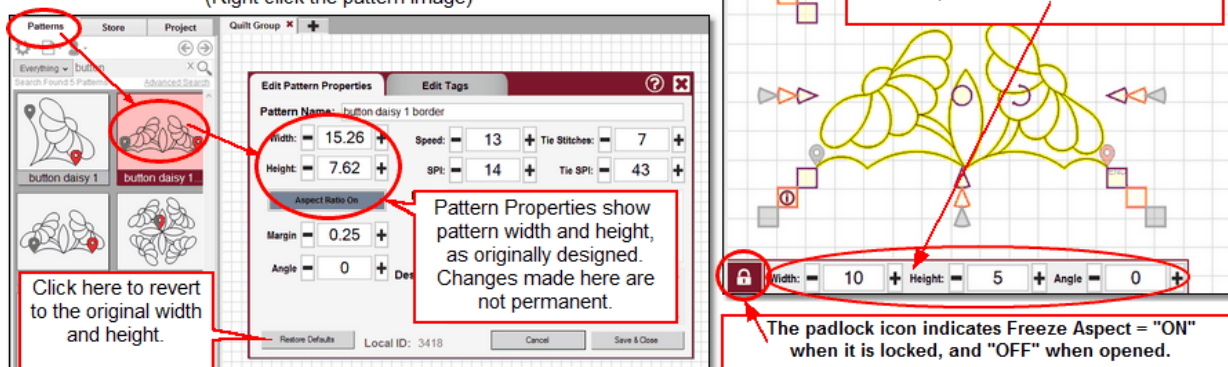 (Right click the pattern image)
Patterns Store Project
Everything button X
Search Found 5 Patterns Advanced Search
button daisy 1
button daisy 1...
Click here to revert
to the original width
and height.
Quilt Group
Edit Pattern Properties Edit Tags
Pattern Name: button daisy 1 border
Width: 15.26 Speed: 13 Tie Stitches: 7
Height: 7.62 SPI: 14 Tie SPI: 43
Aspect Ratio On
Margin 0.25
Angle 0
Pattern Properties show
pattern width and height,
as originally designed.
Changes made here are
not permanent.
Restore Defaults Local ID: 3418 Cancel Save & Close
Width: 10 Height: 5 Angle 0
The padlock icon indicates Freeze Aspect = "ON"
when it is locked, and "OFF" when opened.